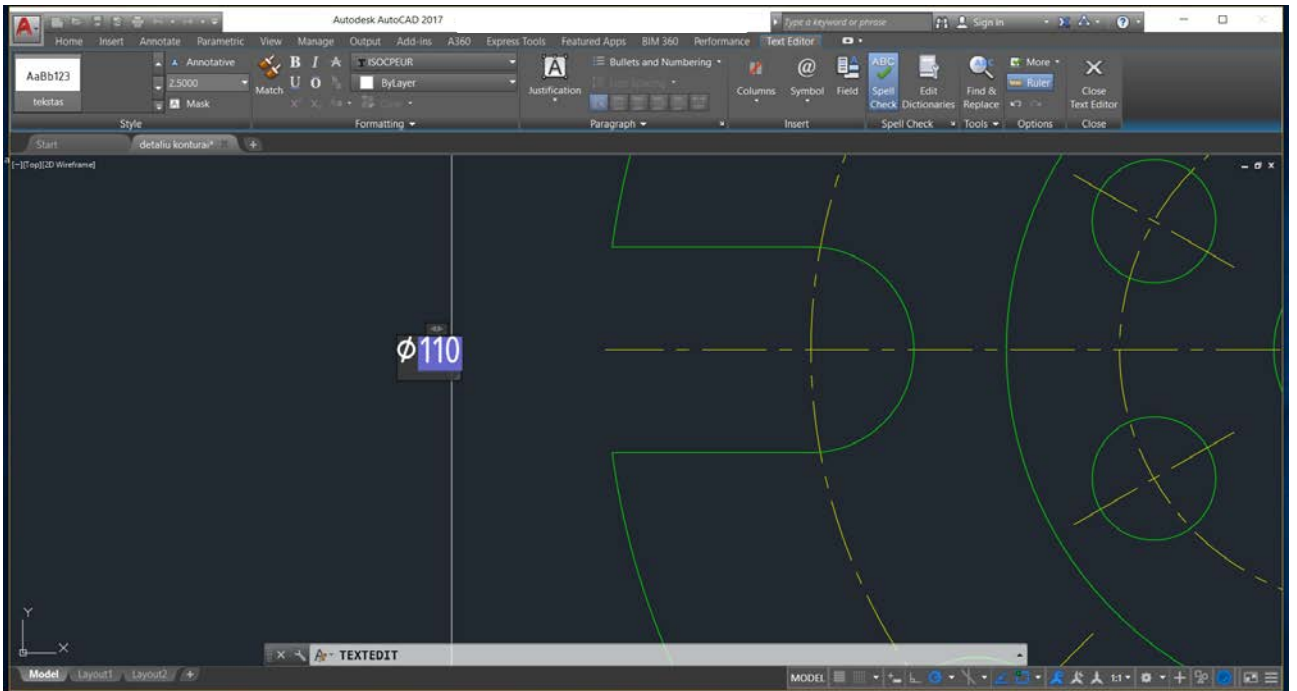 Autodesk AutoCAD 2017
Type a keyword or phrase
Sign In
Home Insert Annotate Parametric View Manage Output Add-ins A360 Express Tools Featured Apps BIM 360 Performance Text Editor
AaBb123
tekstas
Annotative
2.5000
Mask
Style
Match
B I A
U O
ISOCPEUR
ByLayer
Formatting
A
Justification
Bullets and Numbering
Line Spacing
Paragraph
Columns
@
Symbol
Field
Insert
ABC
Spell
Check
Edit
Dictionaries
Spell Check
Find &
Replace
Tools
More
Ruler
Options
Close
Text Editor
Close
Start
detaliu konturai*
[−][Top][2D Wireframe]
Φ110
Y
X
TEXTEDIT
Model Layout1 Layout2 +
MODEL
1:1